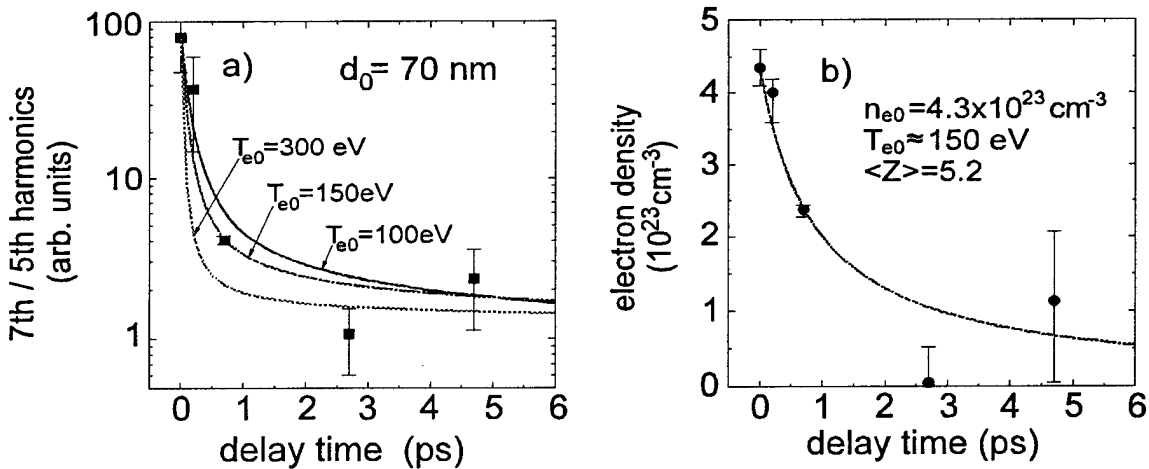 7th / 5th harmonics
(arb. units)
100
10
1
a)
d₀= 70 nm
Tₑ₀=300 eV
Tₑ₀=150eV
Tₑ₀=100eV
0 1 2 3 4 5 6
delay time (ps)
electron density
(10²³cm⁻³)
5
4
3
2
1
0
b)
nₑ₀=4.3x10²³ cm⁻³
Tₑ₀≈150 eV
<Z>=5.2
0 1 2 3 4 5 6
delay time (ps)